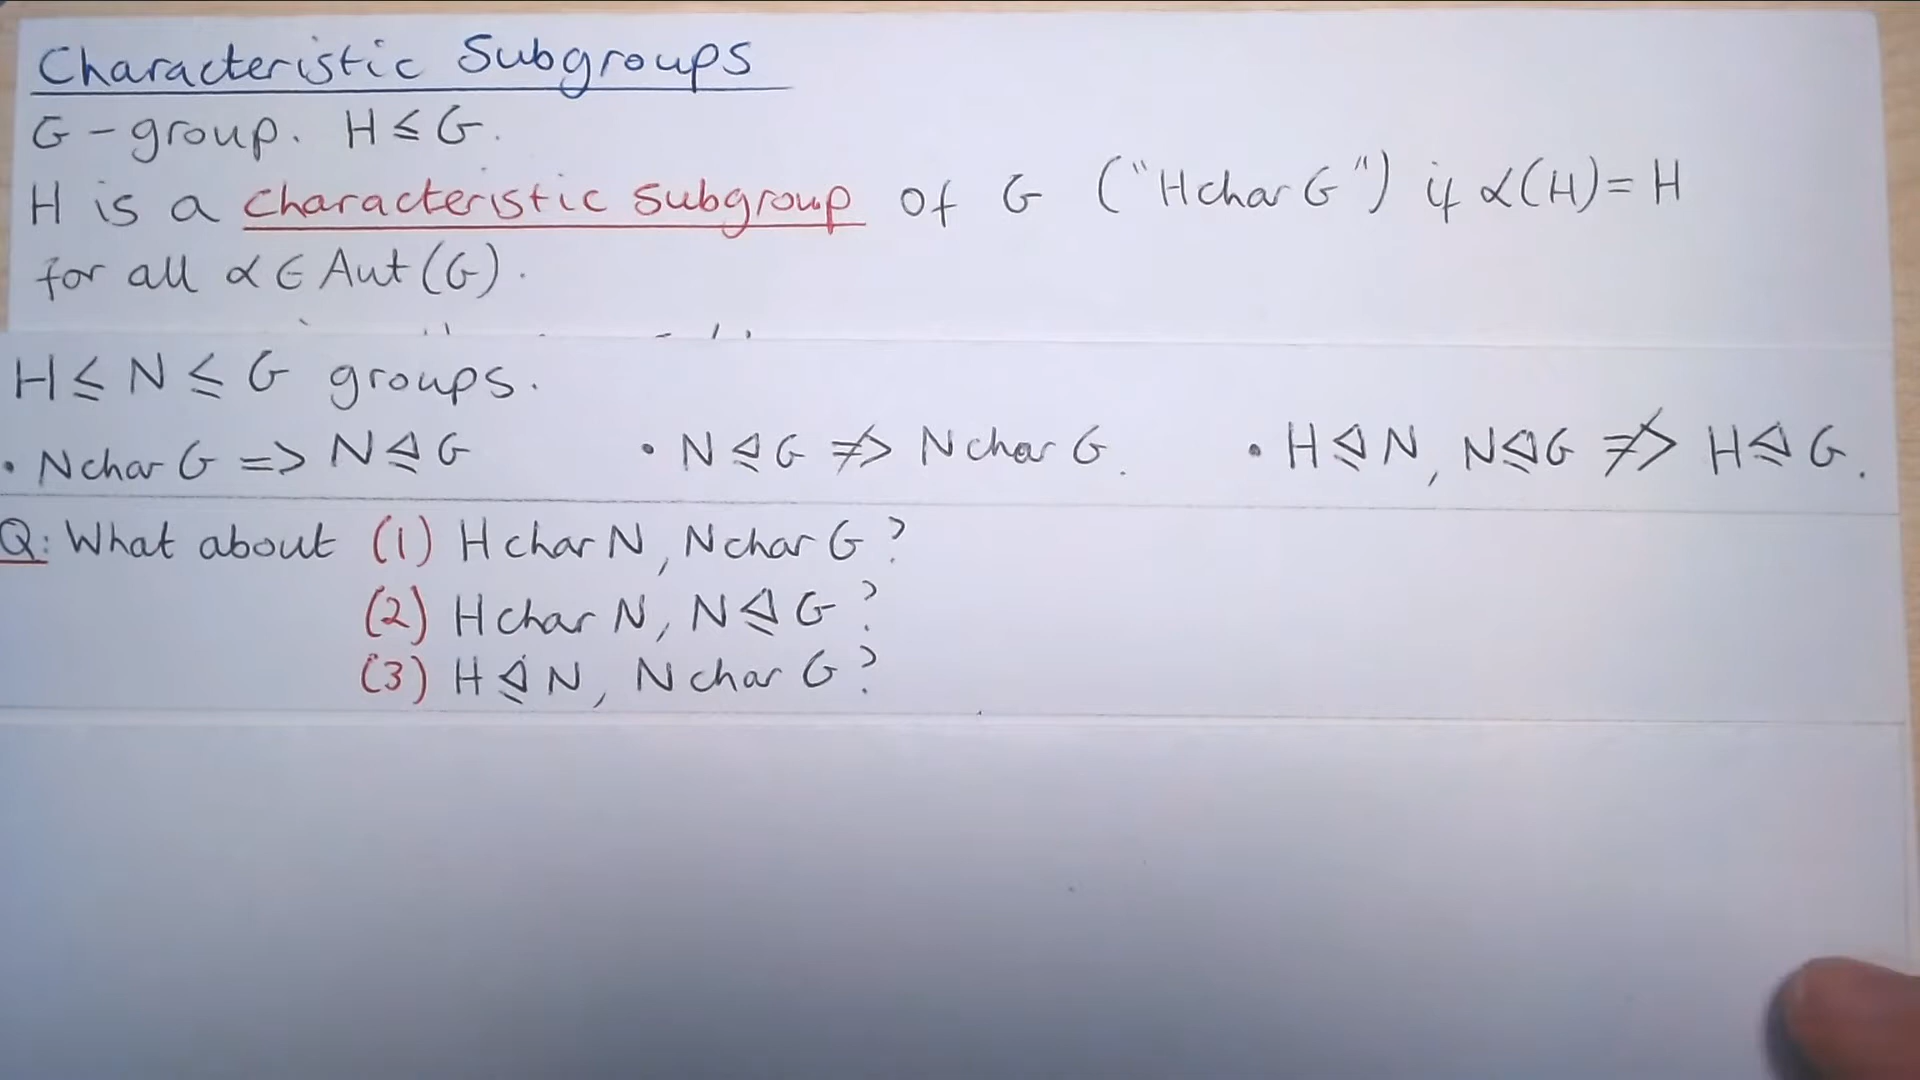 Characteristic Subgroups
G - group. H ≤ G.
H is a characteristic subgroup of G ("H char G") if α(H) = H
for all α ∈ Aut(G).
H ≤ N ≤ G groups.
• N char G => N ⊴ G • N ⊴ G ≠> N char G. • H ⊴ N, N ⊴ G ≠> H ⊴ G.
Q: What about (1) H char N, N char G?
(2) H char N, N ⊴ G?
(3) H ⊴ N, N char G?